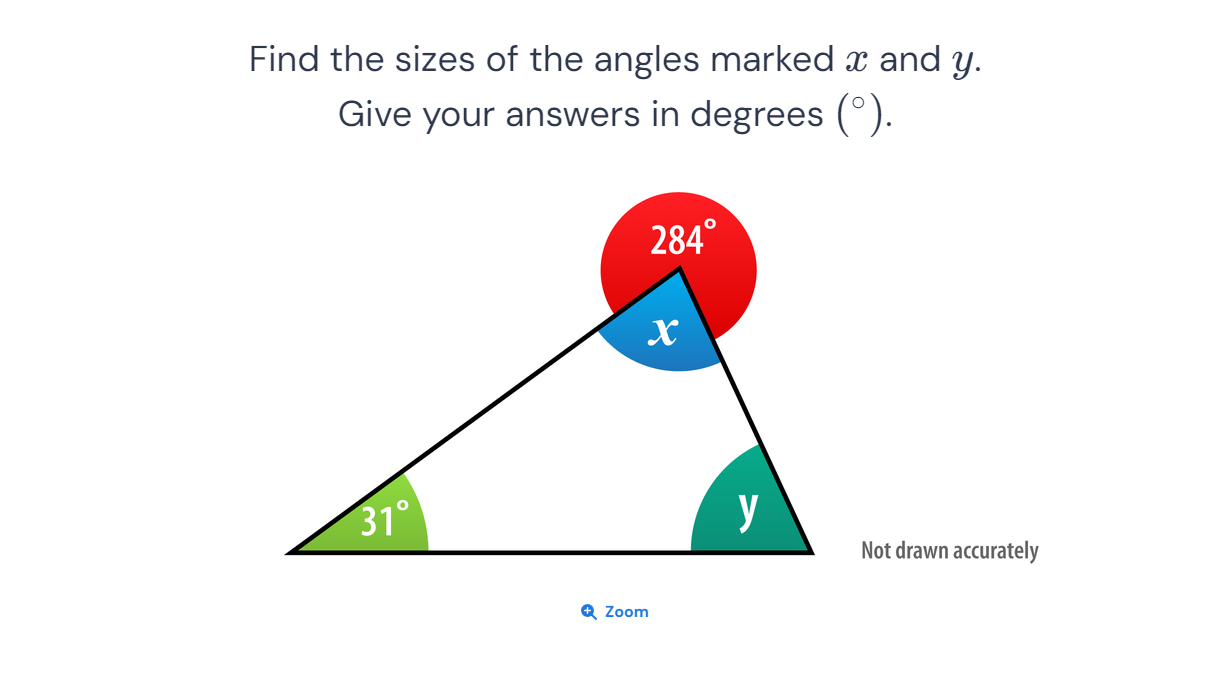 Find the sizes of the angles marked x and y.
Give your answers in degrees (°).
284°
x
31°
y
Not drawn accurately
Zoom